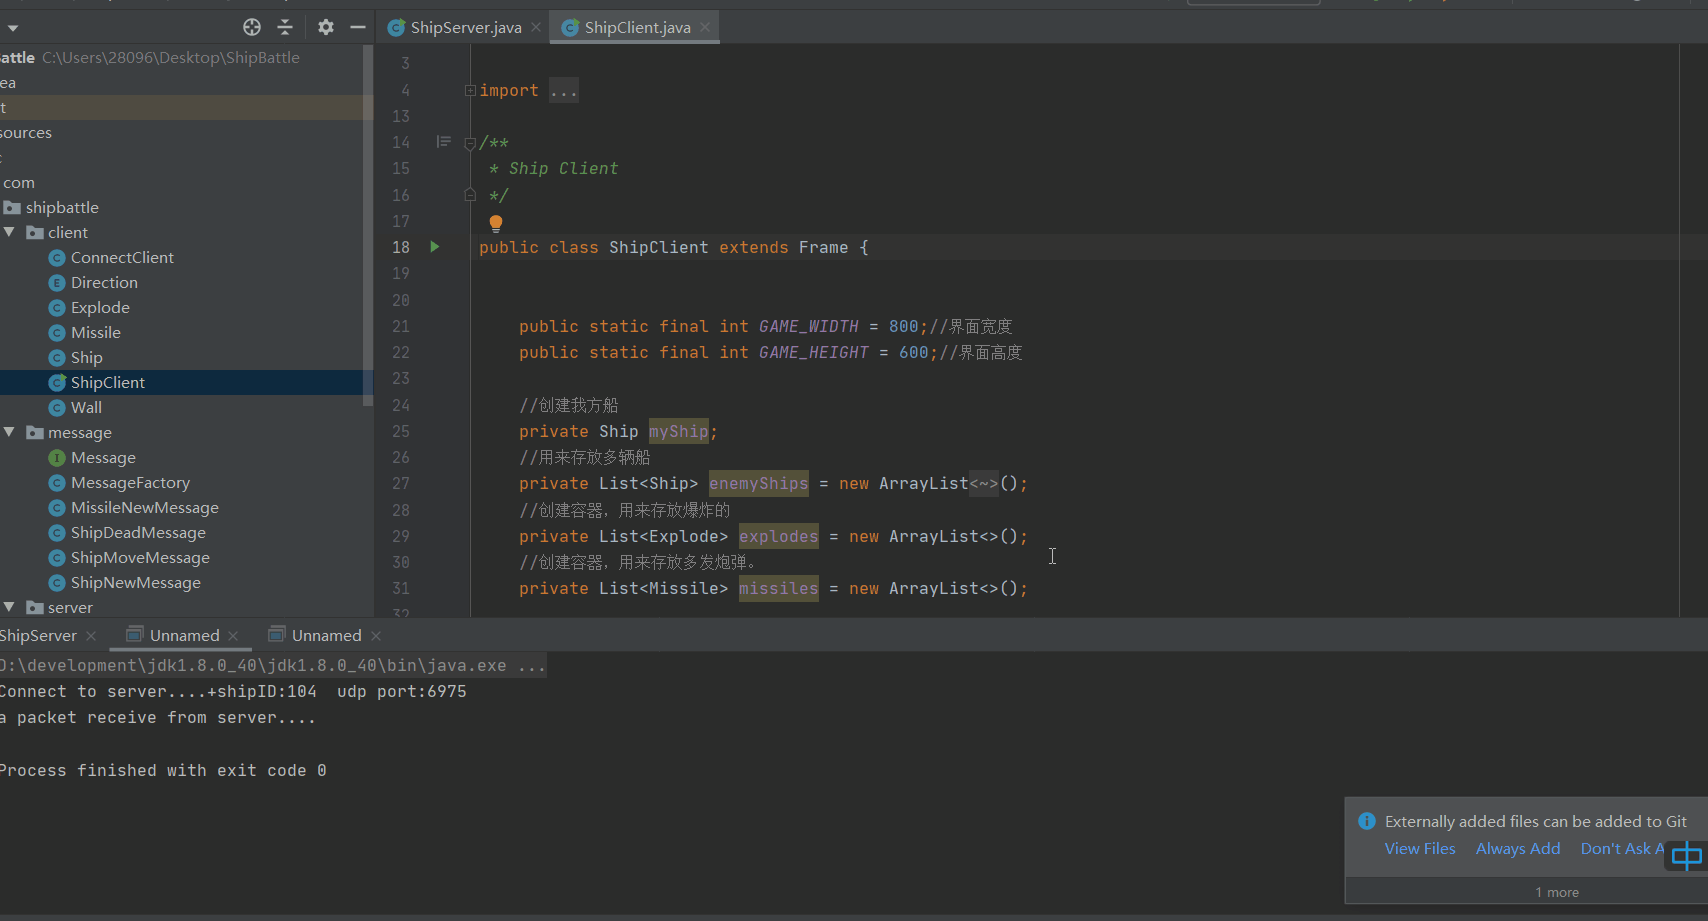 ShipServer.java
ShipClient.java
attle C:\Users\28096\Desktop\ShipBattle
ea
t
sources
com
shipbattle
client
ConnectClient
Direction
Explode
Missile
Ship
ShipClient
Wall
message
Message
MessageFactory
MissileNewMessage
ShipDeadMessage
ShipMoveMessage
ShipNewMessage
server
3
4 import ...
13
14 /**
15 * Ship Client
16 */
17
18 public class ShipClient extends Frame {
19
20
21 public static final int GAME_WIDTH = 800;//界面宽度
22 public static final int GAME_HEIGHT = 600;//界面高度
23
24 //创建我方船
25 private Ship myShip;
26 //用来存放多辆船
27 private List<Ship> enemyShips = new ArrayList<~>();
28 //创建容器，用来存放爆炸的
29 private List<Explode> explodes = new ArrayList<>();
30 //创建容器，用来存放多发炮弹。
31 private List<Missile> missiles = new ArrayList<>();
32
ShipServer
Unnamed
Unnamed
D:\development\jdk1.8.0_40\jdk1.8.0_40\bin\java.exe ...
Connect to server....+shipID:104  udp port:6975
a packet receive from server....
Process finished with exit code 0
Externally added files can be added to Git
View Files Always Add Don't Ask A
1 more